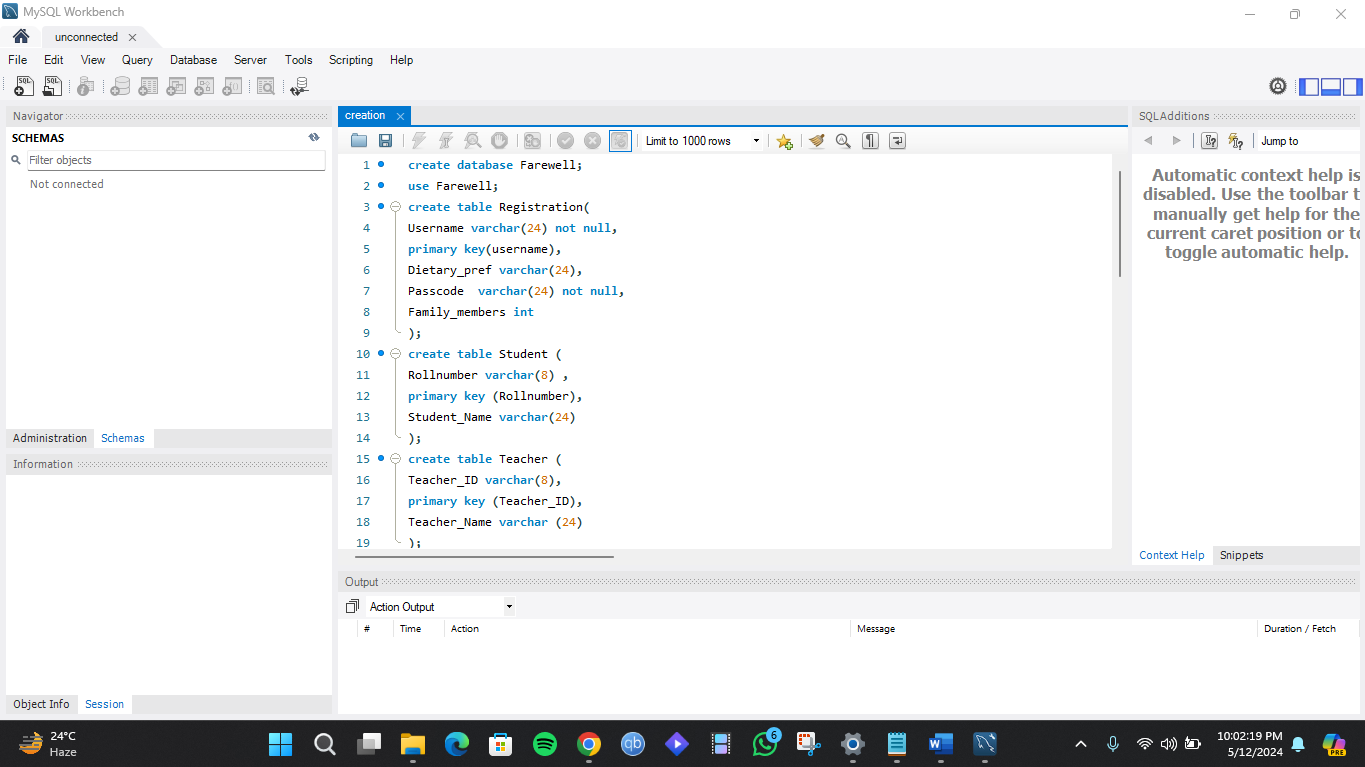 MySQL Workbench
unconnected
File Edit View Query Database Server Tools Scripting Help
Navigator
SCHEMAS
Filter objects
Not connected
Administration Schemas
Information
Object Info Session
creation
Limit to 1000 rows
1 create database Farewell;
2 use Farewell;
3 create table Registration(
4 Username varchar(24) not null,
5 primary key(username),
6 Dietary_pref varchar(24),
7 Passcode  varchar(24) not null,
8 Family_members int
9 );
10 create table Student (
11 Rollnumber varchar(8) ,
12 primary key (Rollnumber),
13 Student_Name varchar(24)
14 );
15 create table Teacher (
16 Teacher_ID varchar(8),
17 primary key (Teacher_ID),
18 Teacher_Name varchar (24)
19 );
SQLAdditions
Jump to
Automatic context help is
disabled. Use the toolbar t
manually get help for the
current caret position or to
toggle automatic help.
Context Help Snippets
Output
Action Output
# Time Action Message Duration / Fetch
24°C
Haze
6
10:02:19 PM
5/12/2024
PRE